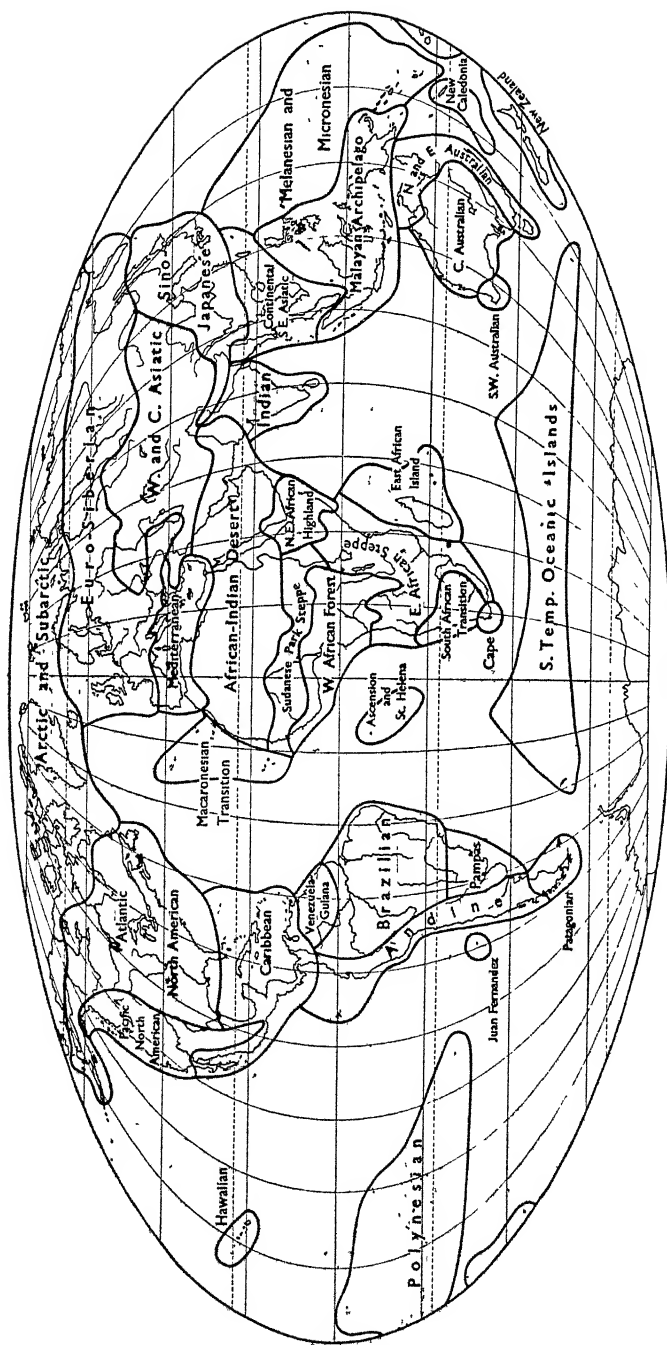 Arctic and Subarctic
Euro-Siberian
Atlantic
North American
Pacific
North
American
W. and C. Asiatic
Sino
Japanese
Mediterranean
Macaronesian
Transition
African-Indian Desert
Hawaiian
Caribbean
Indian
Continental
S.E. Asiatic
Melanesian and
Micronesian
Sudanese Park Steppe
N.E. African
Highland
Venezuela
Guiana
W. African Forest
Malayan Archipelago
Brazilian
Andine
Ascension
and
St. Helena
E. African Steppe
East African
Island
Polynesian
N and E. Australian
C. Australian
New
Caledonia
Pampas
South African
Transition
Juan Fernandez
Cape
S.W. Australian
New Zealand
Patagonian
S. Temp. Oceanic Islands